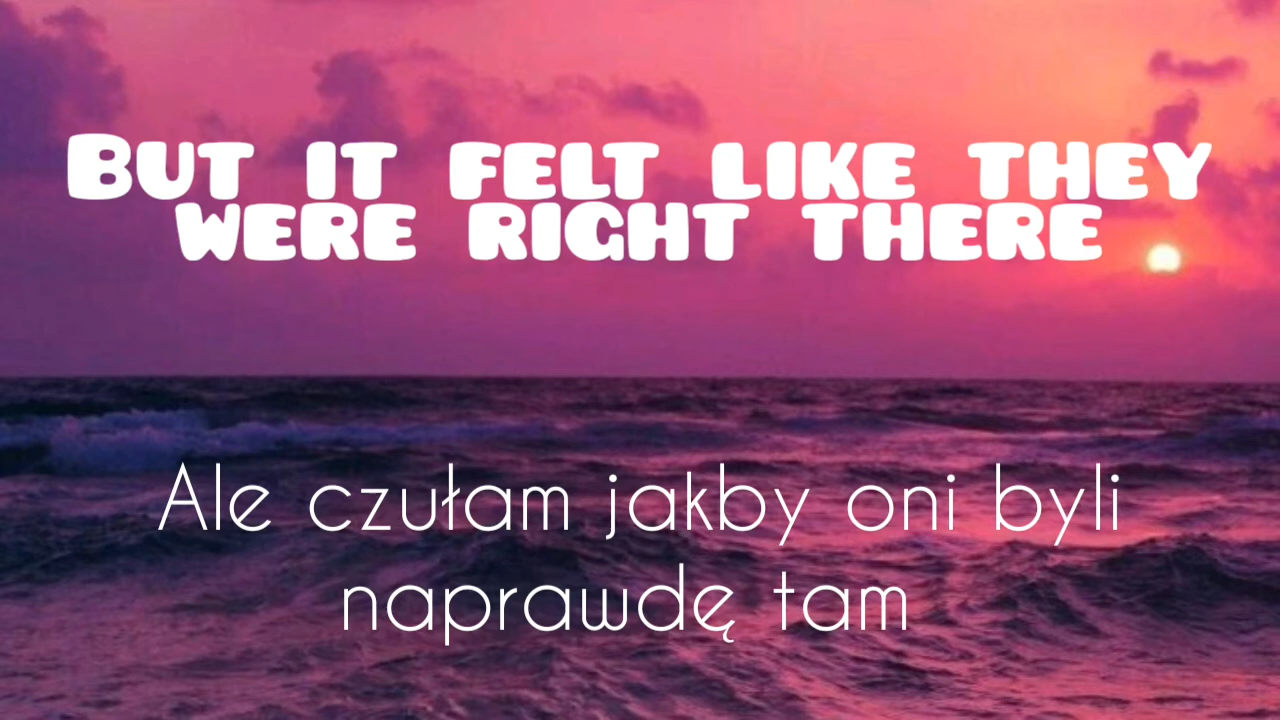 But it felt like they
were right there
Ale czułam jakby oni byli
naprawdę tam